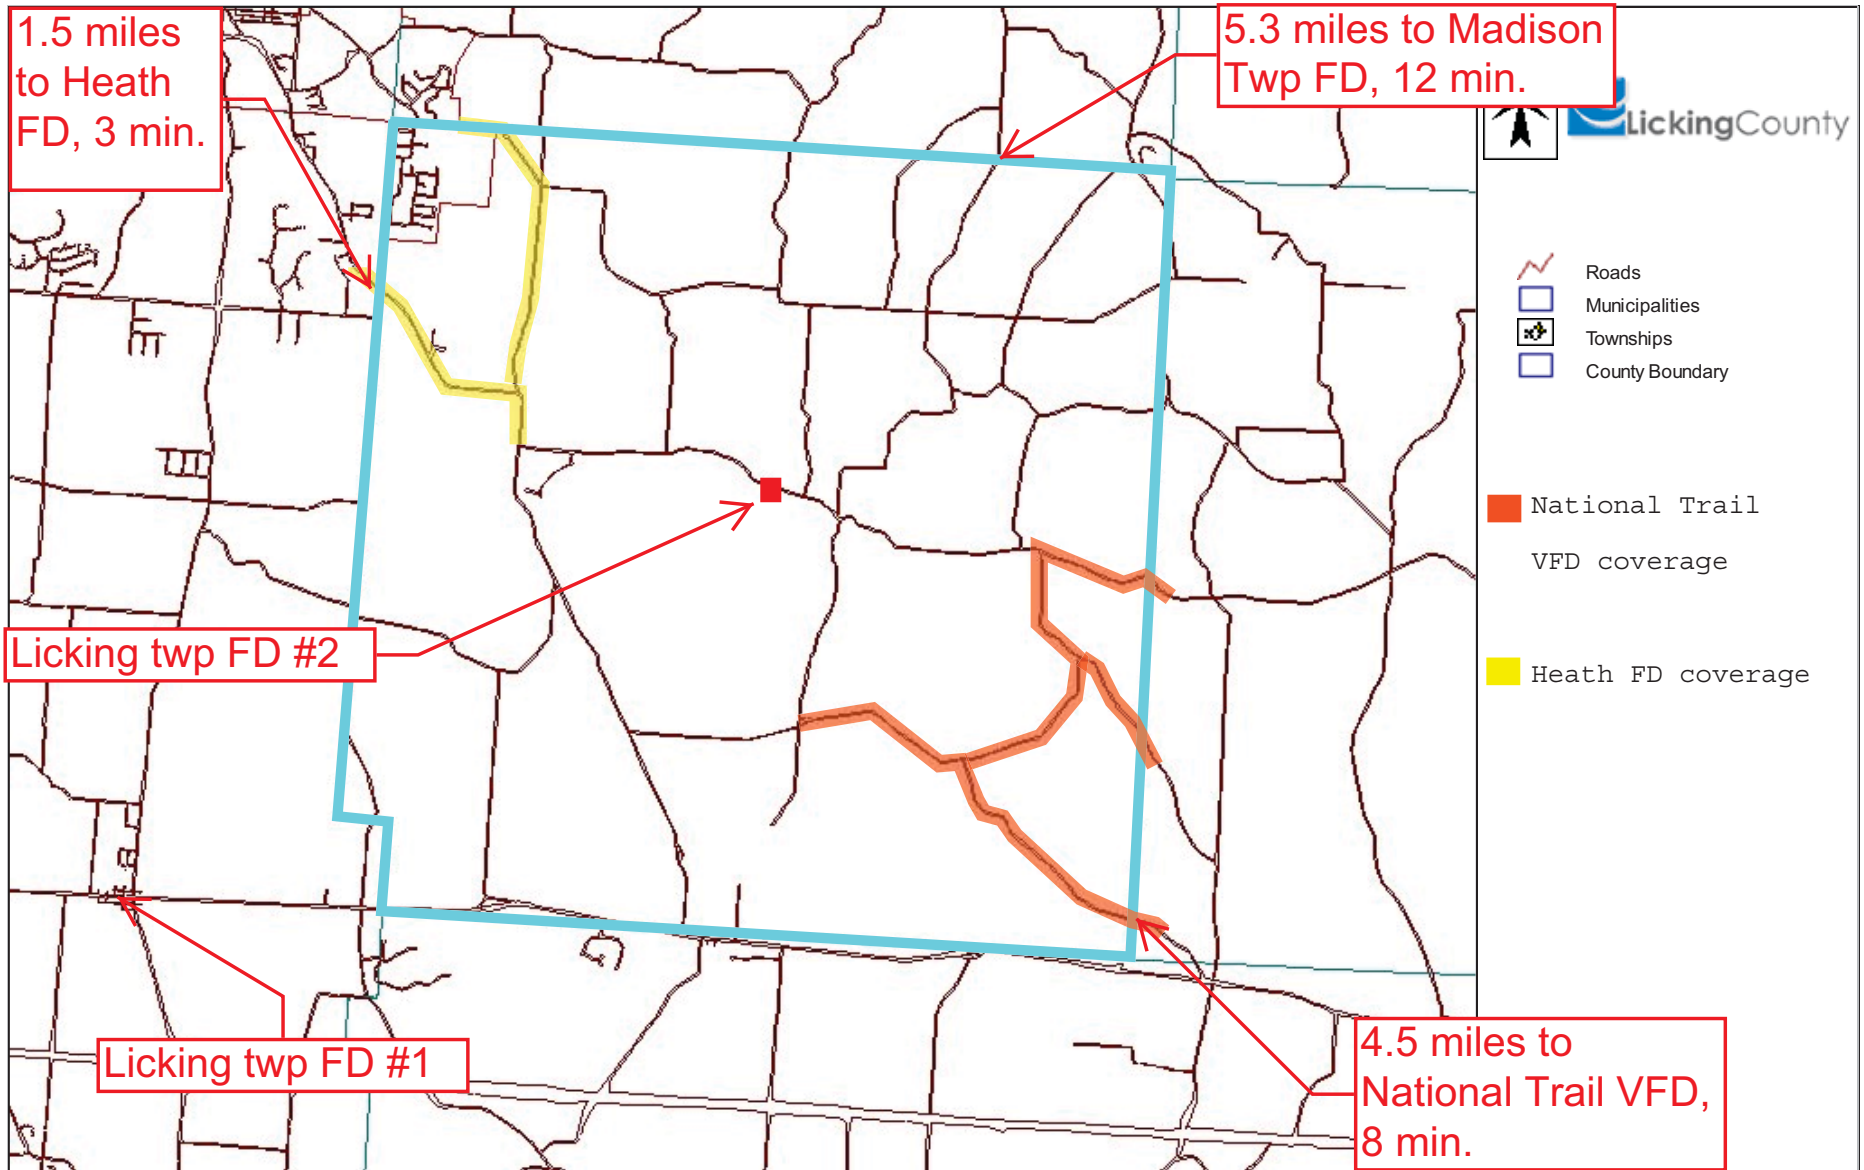 1.5 miles
to Heath
FD, 3 min.
5.3 miles to Madison
Twp FD, 12 min.
LickingCounty
Roads
Municipalities
Townships
County Boundary
National Trail
VFD coverage
Heath FD coverage
Licking twp FD #2
Licking twp FD #1
4.5 miles to
National Trail VFD,
8 min.